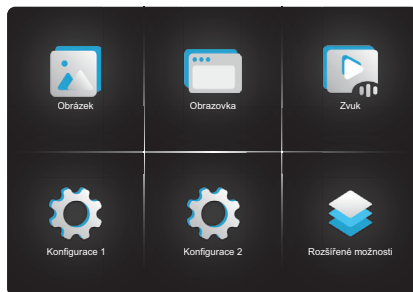 Obrázek
Obrazovka
Zvuk
Konfigurace 1
Konfigurace 2
Rozšířené možnosti